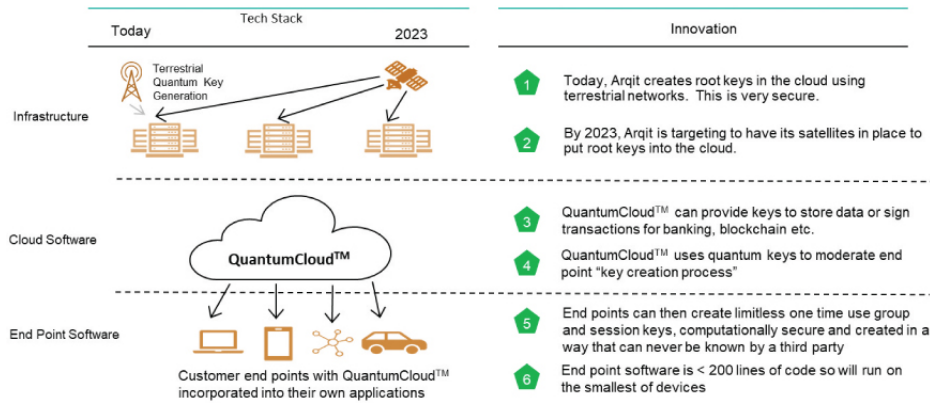 Tech Stack
Today
2023
Innovation
Infrastructure
Terrestrial
Quantum Key
Generation
1
Today, Arqit creates root keys in the cloud using
terrestrial networks. This is very secure.
2
By 2023, Arqit is targeting to have its satellites in place to
put root keys into the cloud.
Cloud Software
QuantumCloud™
3
QuantumCloud™ can provide keys to store data or sign
transactions for banking, blockchain etc.
4
QuantumCloud™ uses quantum keys to moderate end
point “key creation process”
End Point Software
Customer end points with QuantumCloud™
incorporated into their own applications
5
End points can then create limitless one time use group
and session keys, computationally secure and created in a
way that can never be known by a third party
6
End point software is < 200 lines of code so will run on
the smallest of devices